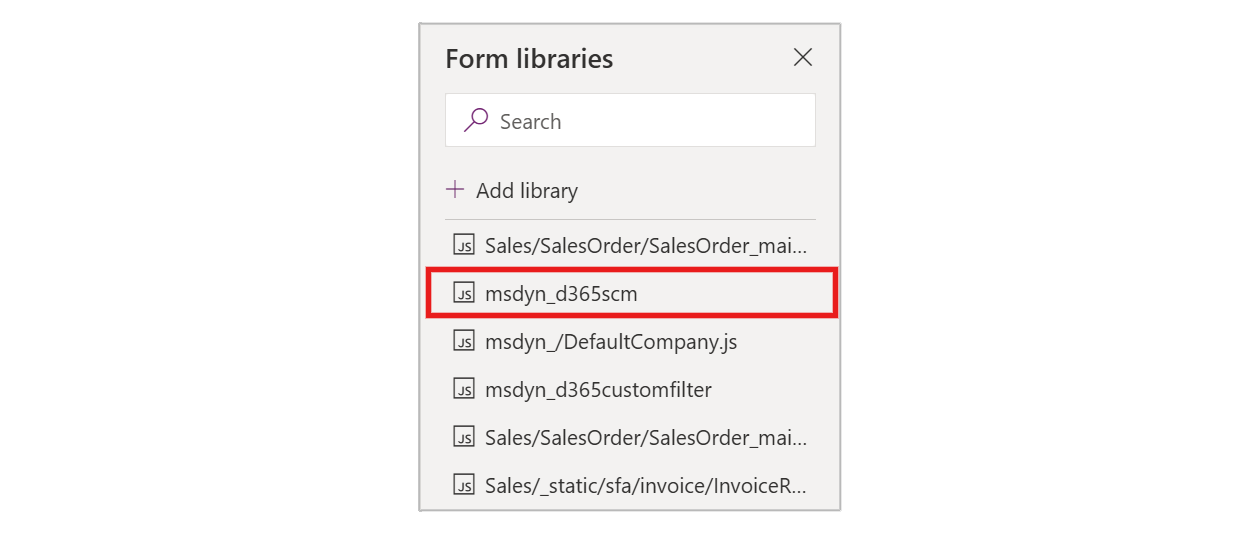 Form libraries
Search
Add library
JS Sales/SalesOrder/SalesOrder_mai...
JS msdyn_d365scm
JS msdyn_/DefaultCompany.js
JS msdyn_d365customfilter
JS Sales/SalesOrder/SalesOrder_mai...
JS Sales/_static/sfa/invoice/InvoiceR...